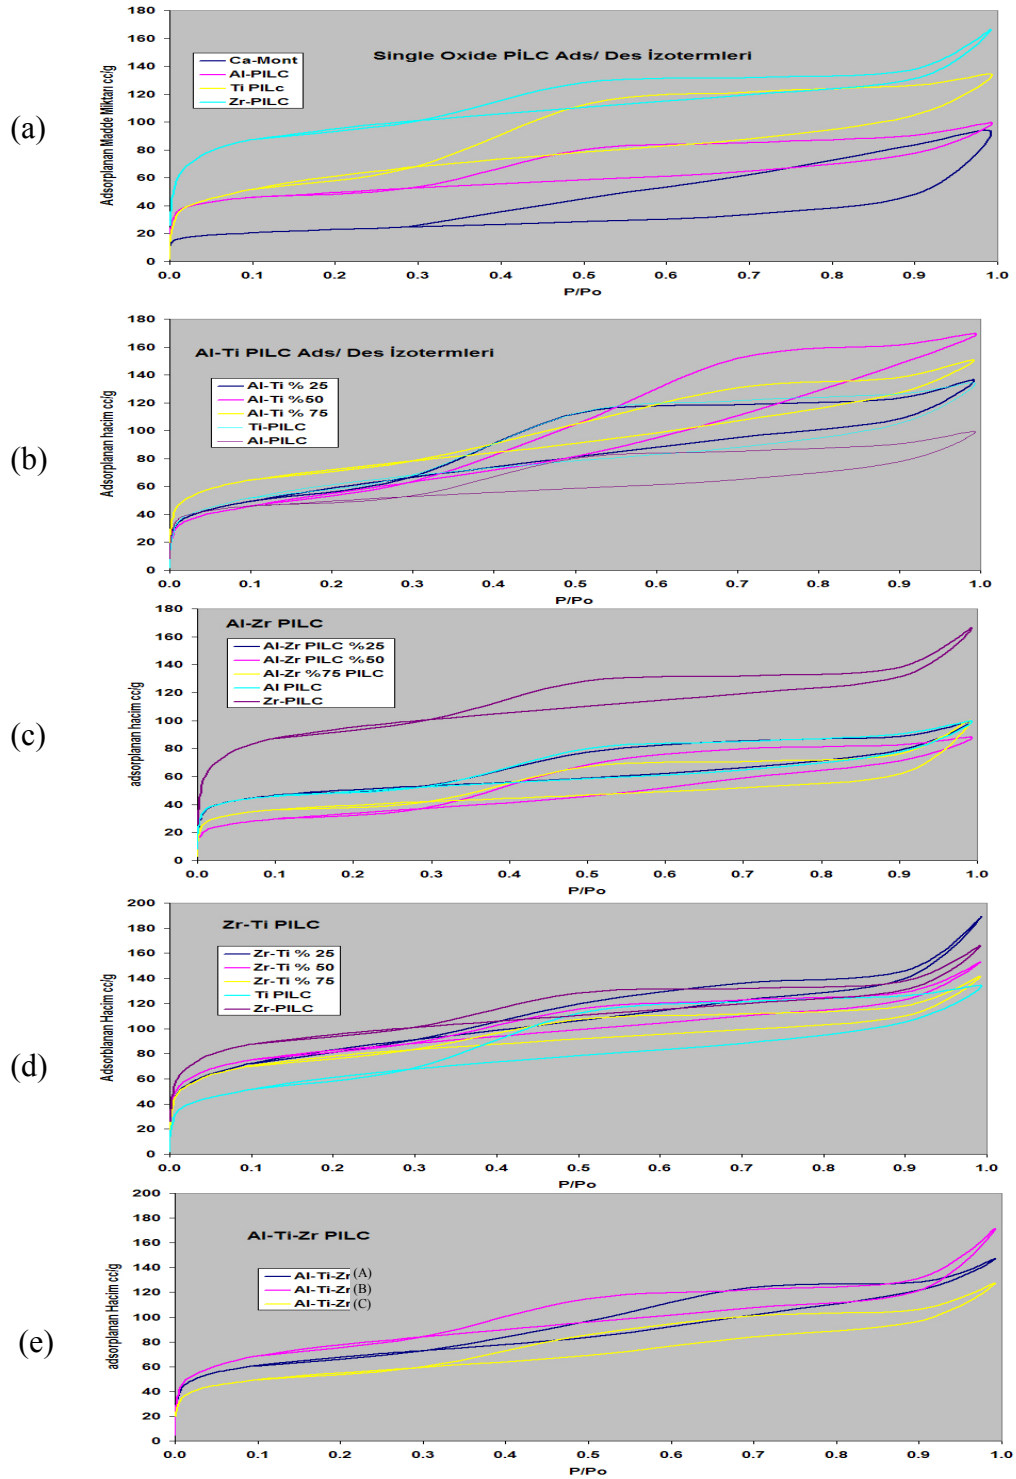 (a)
Single Oxide PİLC Ads/ Des İzotermleri
Ca-Mont
Al-PILC
Ti PILc
Zr-PILC
Adsorplanan Madde Miktarı cc/g
180
160
140
120
100
80
60
40
20
0
0.0 0.1 0.2 0.3 0.4 0.5 0.6 0.7 0.8 0.9 1.0
P/Po
(b)
Al-Ti PILC Ads/ Des İzotermleri
Al-Ti % 25
Al-Ti %50
Al-Ti % 75
Ti-PILC
Al-PILC
Adsorplanan hacim cc/g
180
160
140
120
100
80
60
40
20
0
0.0 0.1 0.2 0.3 0.4 0.5 0.6 0.7 0.8 0.9 1.0
P/Po
(c)
Al-Zr PILC
Al-Zr PILC %25
Al-Zr PILC %50
Al-Zr %75 PILC
Al PILC
Zr-PILC
adsorplanan hacim cc/g
180
160
140
120
100
80
60
40
20
0
0.0 0.1 0.2 0.3 0.4 0.5 0.6 0.7 0.8 0.9 1.0
P/Po
(d)
Zr-Ti PILC
Zr-Ti % 25
Zr-Ti % 50
Zr-Ti % 75
Ti PILC
Zr-PILC
Adsorblanan Hacim cc/g
200
180
160
140
120
100
80
60
40
20
0
0.0 0.1 0.2 0.3 0.4 0.5 0.6 0.7 0.8 0.9 1.0
P/Po
(e)
Al-Ti-Zr PILC
Al-Ti-Zr (A)
Al-Ti-Zr (B)
Al-Ti-Zr (C)
adsorplanan Hacim cc/g
200
180
160
140
120
100
80
60
40
20
0
0.0 0.1 0.2 0.3 0.4 0.5 0.6 0.7 0.8 0.9 1.0
P/Po